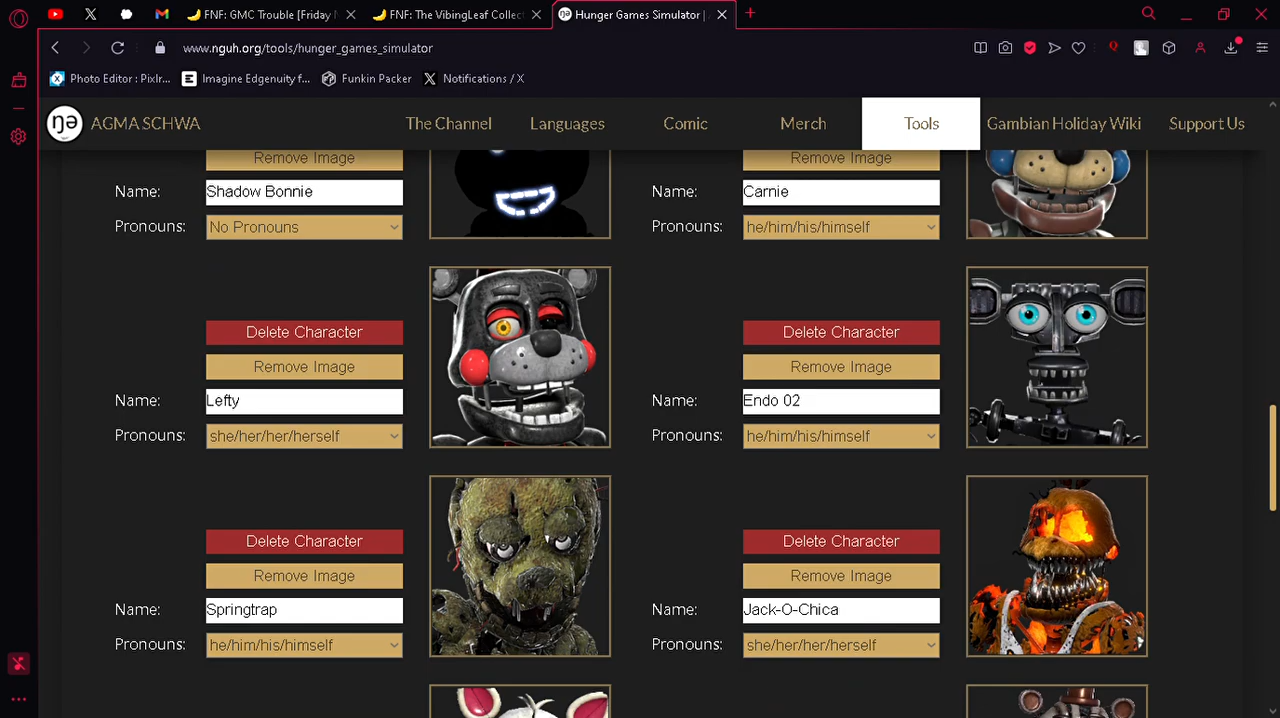 FNF: GMC Trouble [Friday N
FNF: The VibingLeaf Collect
Hunger Games Simulator |
www.nguh.org/tools/hunger_games_simulator
Photo Editor : Pixlr...
Imagine Edgenuity f...
Funkin Packer
Notifications / X
ŋə
AGMA SCHWA
The Channel
Languages
Comic
Merch
Tools
Gambian Holiday Wiki
Support Us
Remove Image
Remove Image
Name:
Shadow Bonnie
Name:
Carnie
Pronouns:
No Pronouns
Pronouns:
he/him/his/himself
Delete Character
Delete Character
Remove Image
Remove Image
Name:
Lefty
Name:
Endo 02
Pronouns:
she/her/her/herself
Pronouns:
he/him/his/himself
Delete Character
Delete Character
Remove Image
Remove Image
Name:
Springtrap
Name:
Jack-O-Chica
Pronouns:
he/him/his/himself
Pronouns:
she/her/her/herself